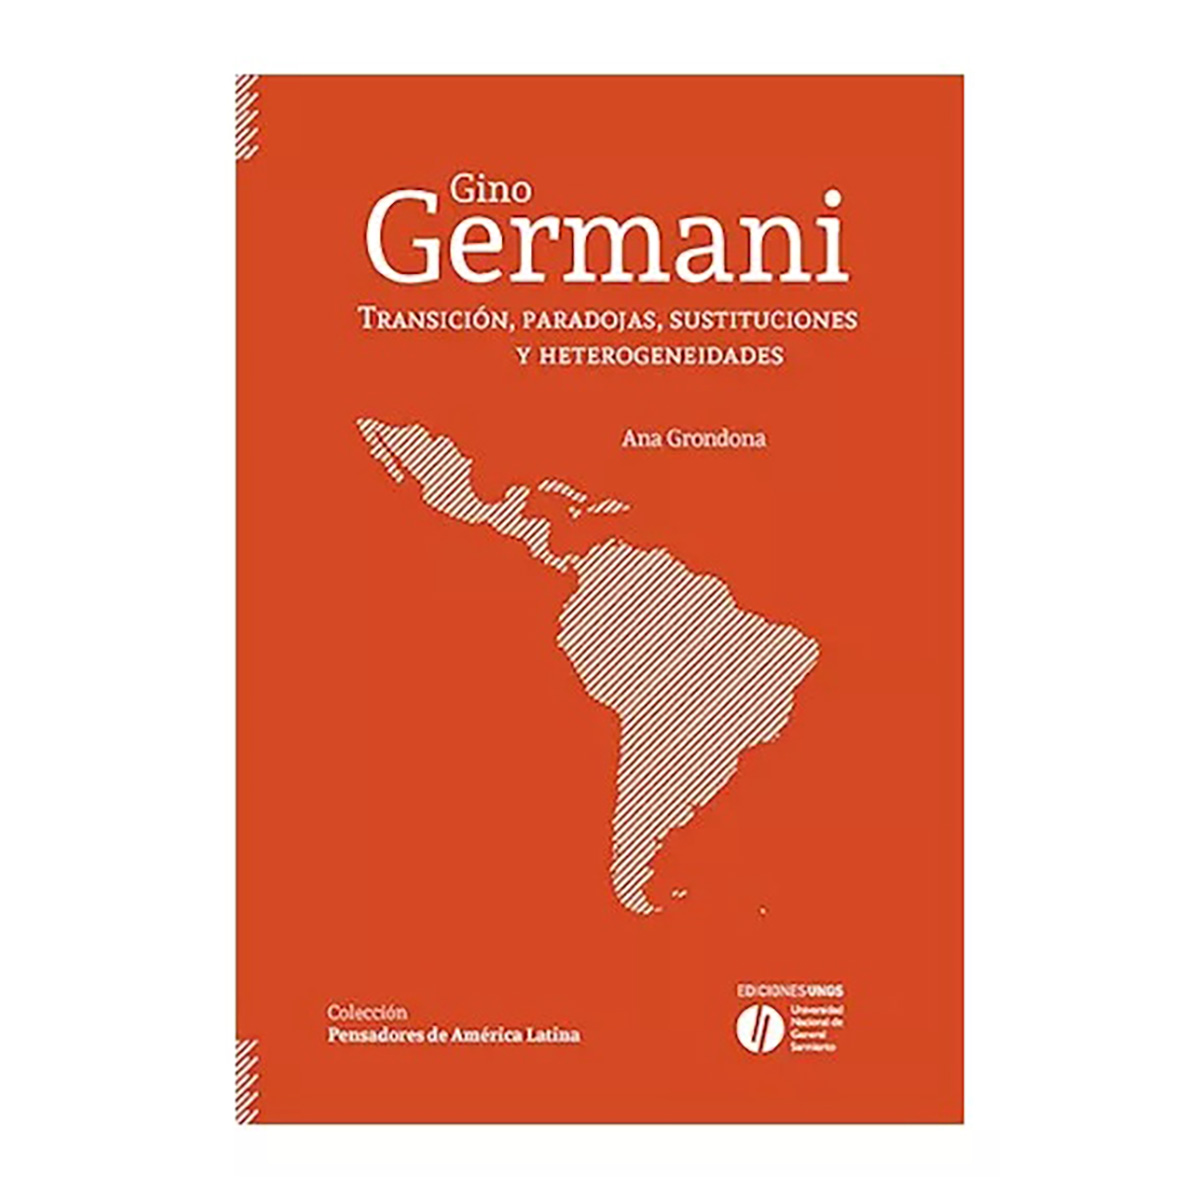 Gino
Germani
TRANSICIÓN, PARADOJAS, SUSTITUCIONES
Y HETEROGENEIDADES
Ana Grondona
Colección
Pensadores de América Latina
EDICIONES UNGS
Universidad
Nacional de
General
Sarmiento